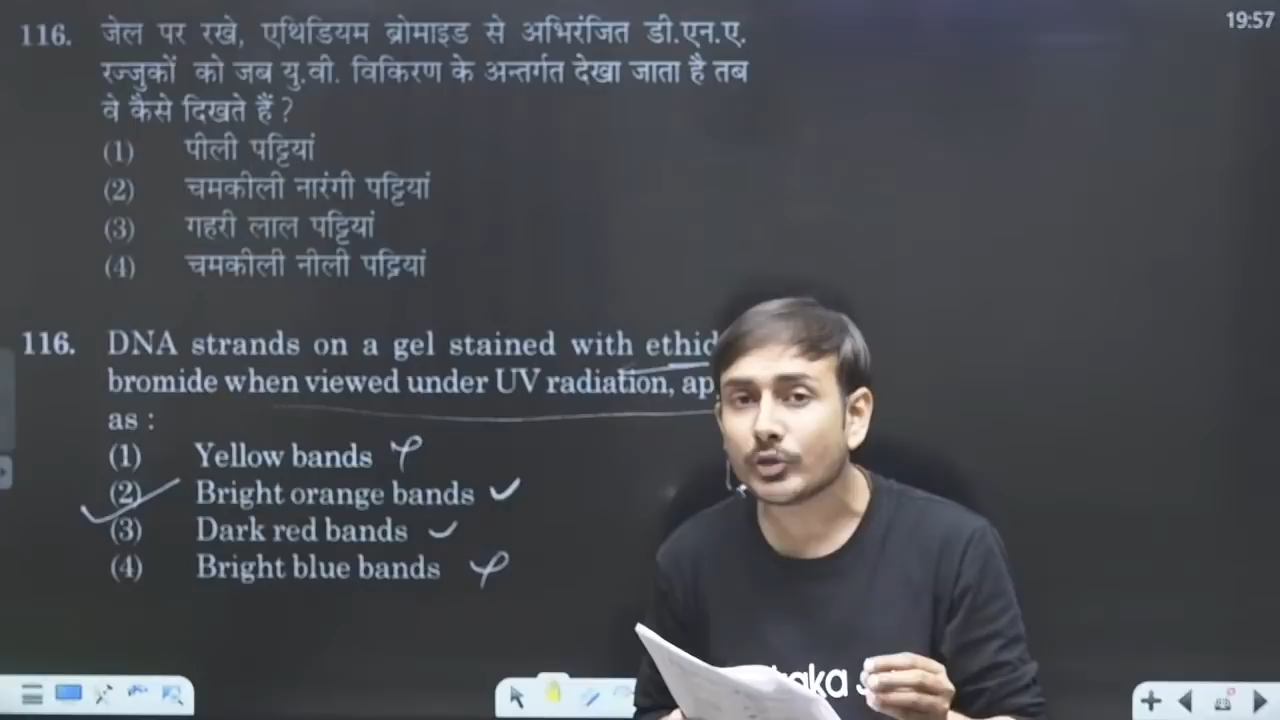 19:57
116. जेल पर रखे, एथिडियम ब्रोमाइड से अभिरंजित डी.एन.ए.
रज्जुकों को जब यु.वी. विकिरण के अन्तर्गत देखा जाता है तब
वे कैसे दिखते हैं ?
(1) पीली पट्टियां
(2) चमकीली नारंगी पट्टियां
(3) गहरी लाल पट्टियां
(4) चमकीली नीली पट्टियां
116. DNA strands on a gel stained with ethid
bromide when viewed under UV radiation, ap
as :
(1) Yellow bands
(2) Bright orange bands
(3) Dark red bands
(4) Bright blue bands